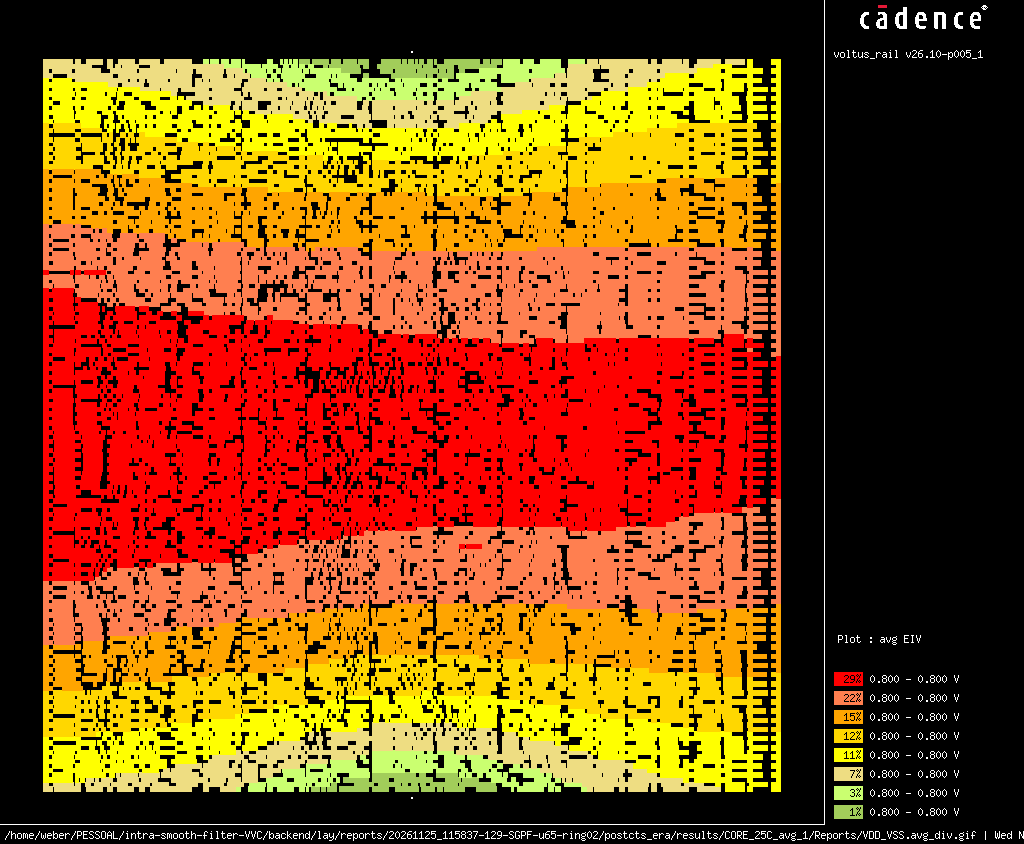 cādence®
voltus_rail v26.10-p005_1
Plot : avg EIV
29% 0.800 - 0.800 V
22% 0.800 - 0.800 V
15% 0.800 - 0.800 V
12% 0.800 - 0.800 V
11% 0.800 - 0.800 V
7% 0.800 - 0.800 V
3% 0.800 - 0.800 V
1% 0.800 - 0.800 V
/home/weber/PESSOAL/intra-smooth-filter-VVC/backend/lay/reports/20261125_115837-129-SGPF-u65-ring02/postcts_era/results/CORE_25C_avg_1/Reports/VDD_VSS.avg_div.gif | Wed N